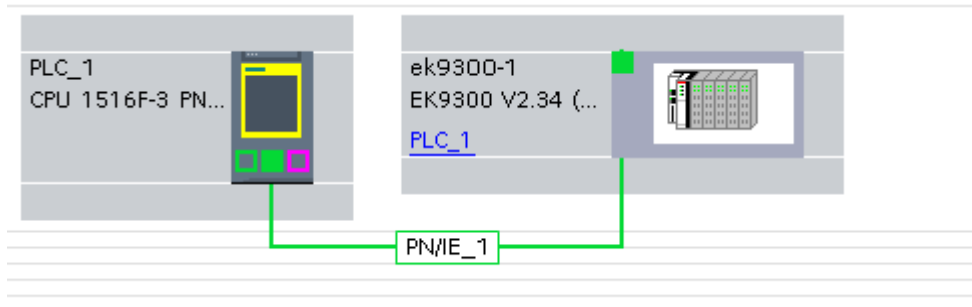 PLC_1
CPU 1516F-3 PN...
ek9300-1
EK9300 V2.34 (...
PLC_1
PN/IE_1